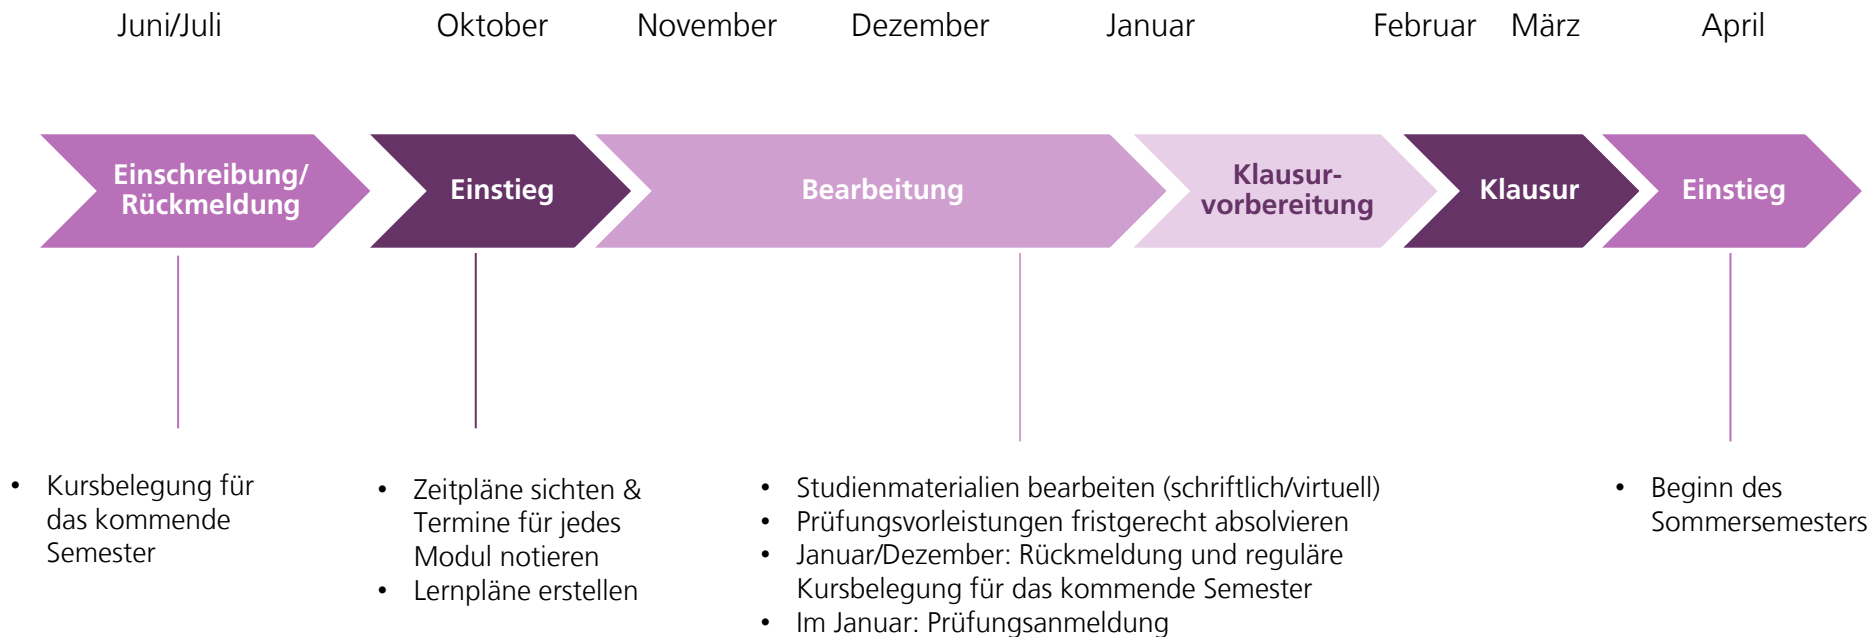 Juni/Juli Oktober November Dezember Januar Februar März April
Einschreibung/
Rückmeldung
Einstieg
Bearbeitung
Klausur-
vorbereitung
Klausur
Einstieg
• Kursbelegung für
das kommende
Semester
• Zeitpläne sichten &
Termine für jedes
Modul notieren
• Lernpläne erstellen
• Studienmaterialien bearbeiten (schriftlich/virtuell)
• Prüfungsvorleistungen fristgerecht absolvieren
• Januar/Dezember: Rückmeldung und reguläre
Kursbelegung für das kommende Semester
• Im Januar: Prüfungsanmeldung
• Beginn des
Sommersemesters